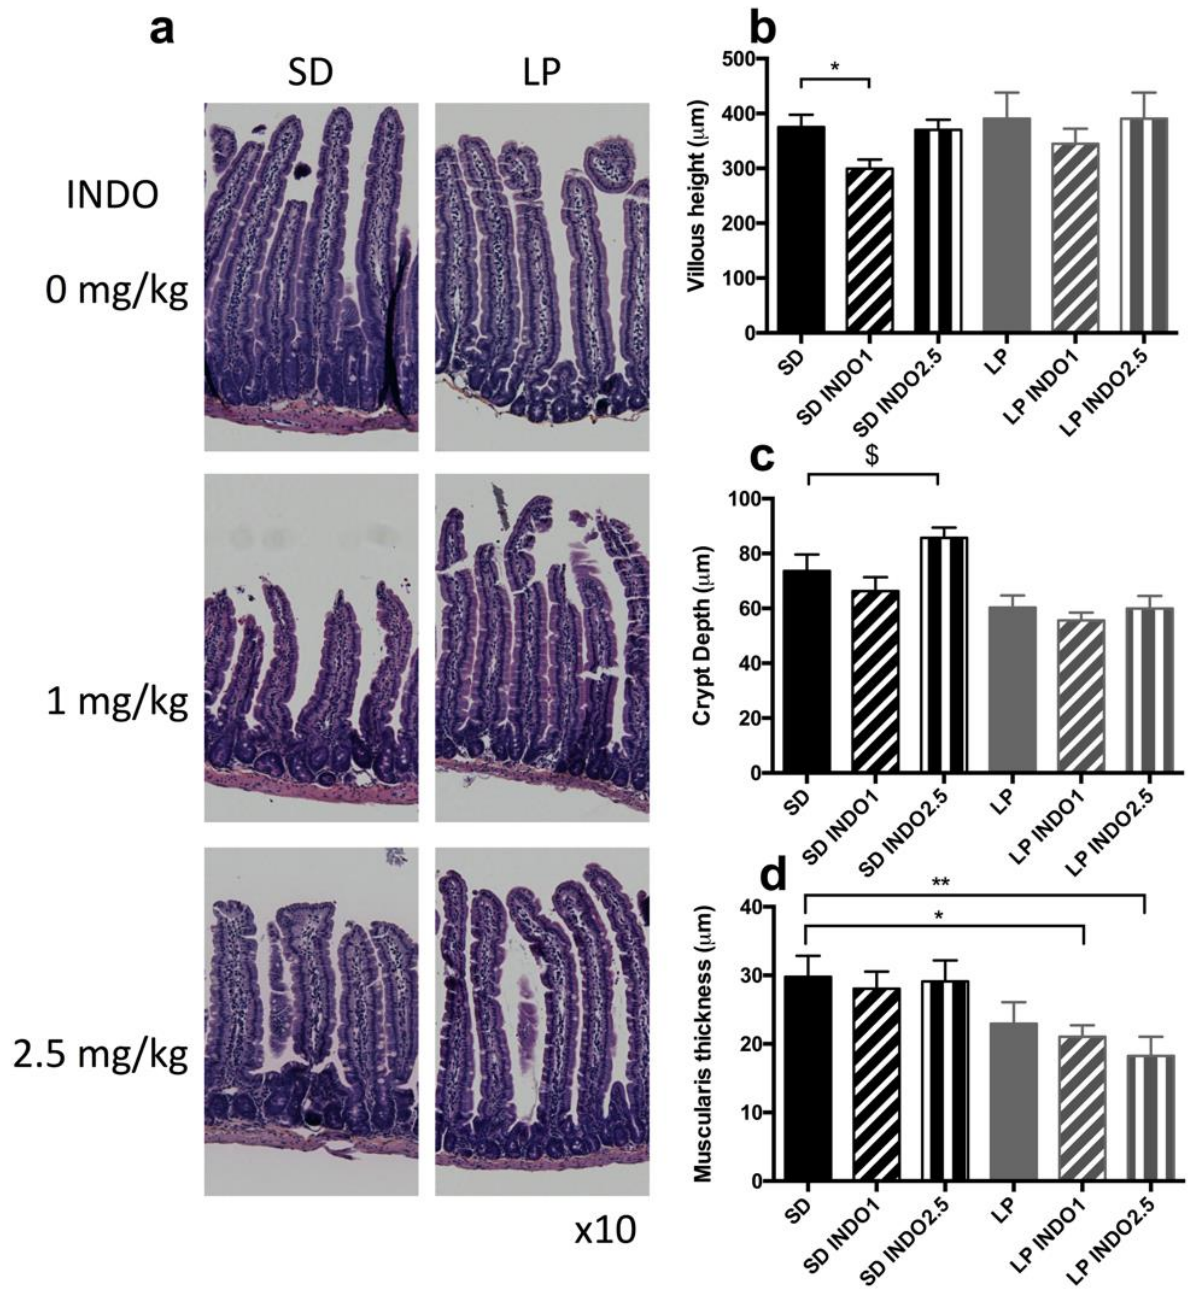 a
SD
LP
INDO
0 mg/kg
1 mg/kg
2.5 mg/kg
x10
b
Villous height (μm)
500
400
300
200
100
0
*
SD
SD INDO1
SD INDO2.5
LP
LP INDO1
LP INDO2.5
c
Crypt Depth (μm)
100
80
60
40
20
0
$
SD
SD INDO1
SD INDO2.5
LP
LP INDO1
LP INDO2.5
d
Muscularis thickness (μm)
40
30
20
10
0
**
*
SD
SD INDO1
SD INDO2.5
LP
LP INDO1
LP INDO2.5